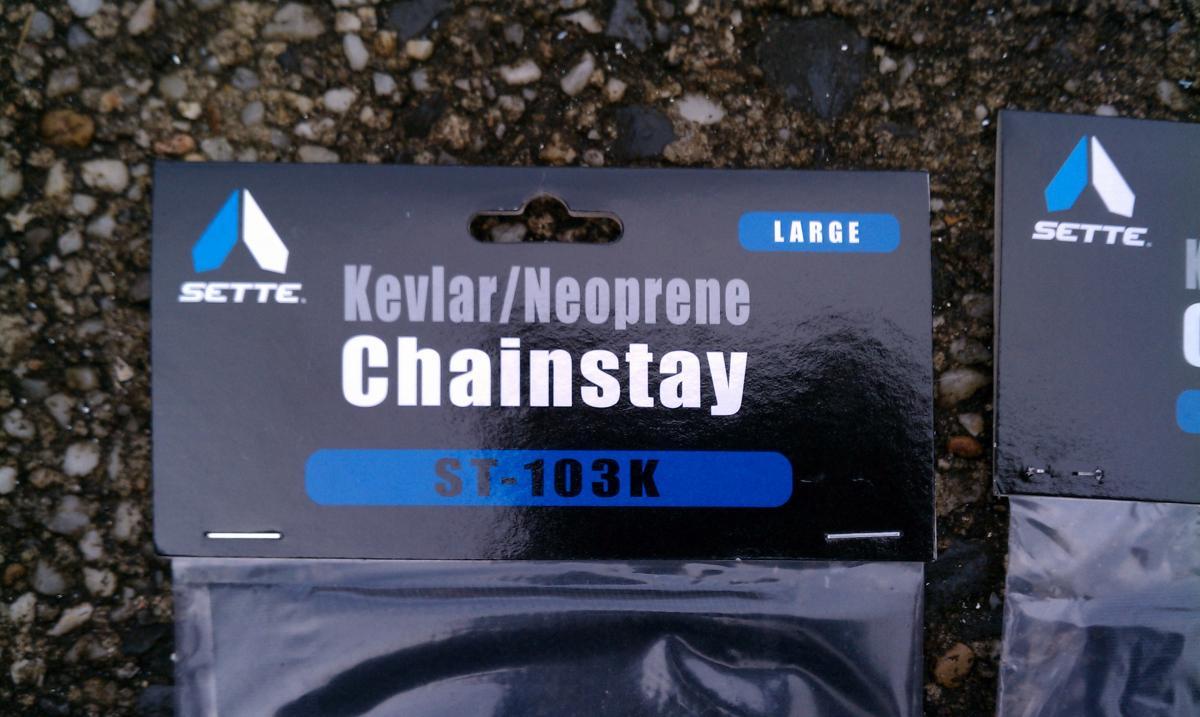 SETTE
LARGE
Kevlar/Neoprene
Chainstay
ST-103K
SETTE